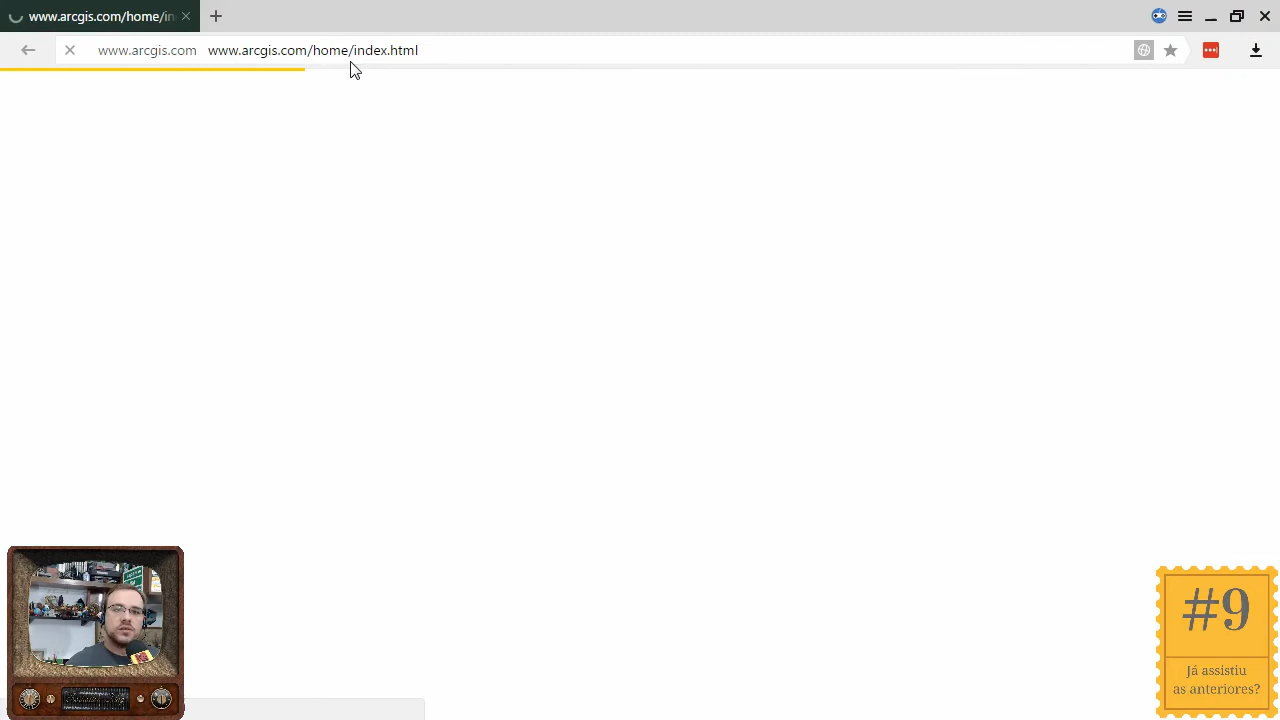 www.arcgis.com/home/in
www.arcgis.com www.arcgis.com/home/index.html
#9
Já assistiu
as anteriores?